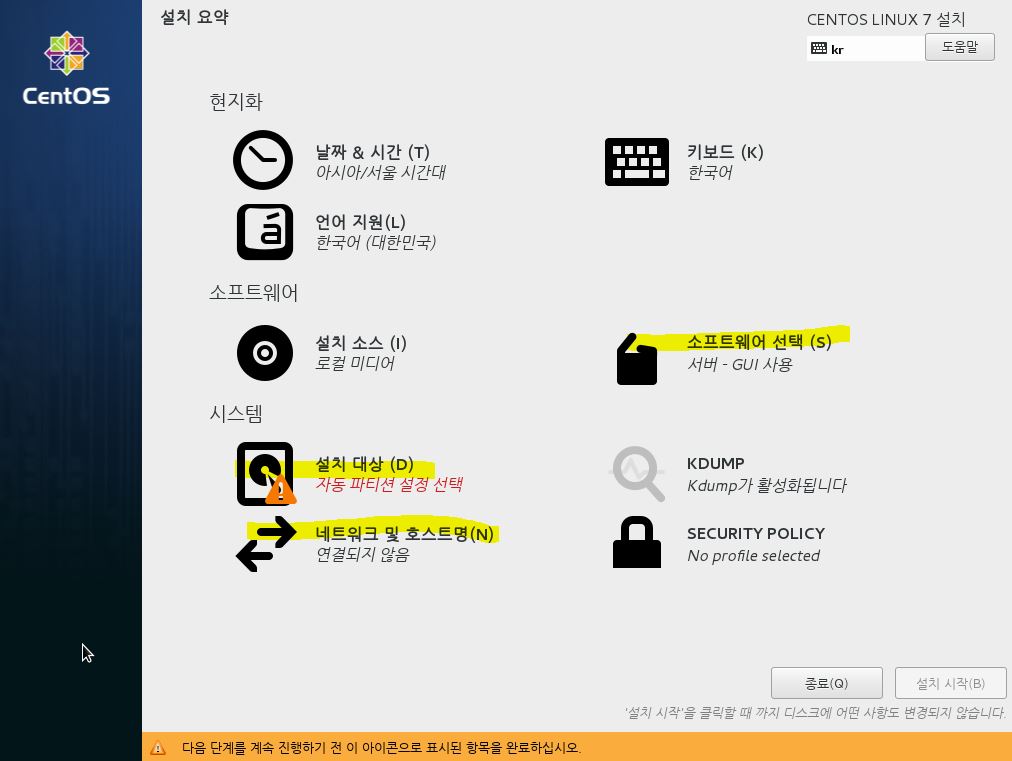 설치 요약
CENTOS LINUX 7 설치
kr
도움말
CentOS
현지화
날짜 & 시간 (T)
아시아/서울 시간대
키보드 (K)
한국어
á
언어 지원(L)
한국어 (대한민국)
소프트웨어
설치 소스 (I)
로컬 미디어
소프트웨어 선택 (S)
서버 - GUI 사용
시스템
설치 대상 (D)
자동 파티션 설정 선택
KDUMP
Kdump가 활성화됩니다
네트워크 및 호스트명(N)
연결되지 않음
SECURITY POLICY
No profile selected
종료(Q)
설치 시작(B)
'설치 시작'을 클릭할 때 까지 디스크에 어떤 사항도 변경되지 않습니다.
다음 단계를 계속 진행하기 전 이 아이콘으로 표시된 항목을 완료하십시오.